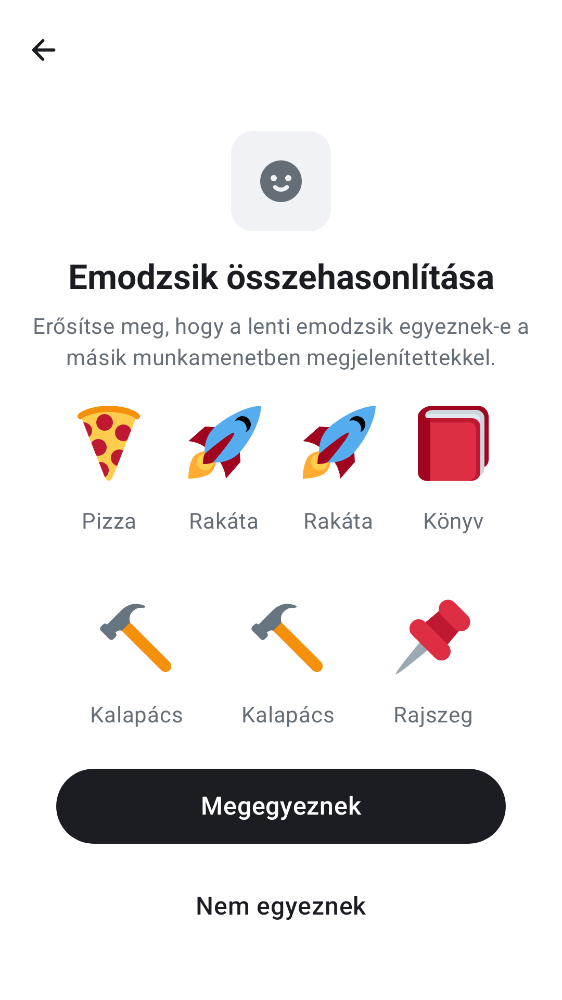 Emodzsik összehasonlítása
Erősítse meg, hogy a lenti emodzsik egyeznek-e a
másik munkamenetben megjelenítettekkel.
Pizza Rakáta Rakáta Könyv
Kalapács Kalapács Rajszeg
Megegyeznek
Nem egyeznek